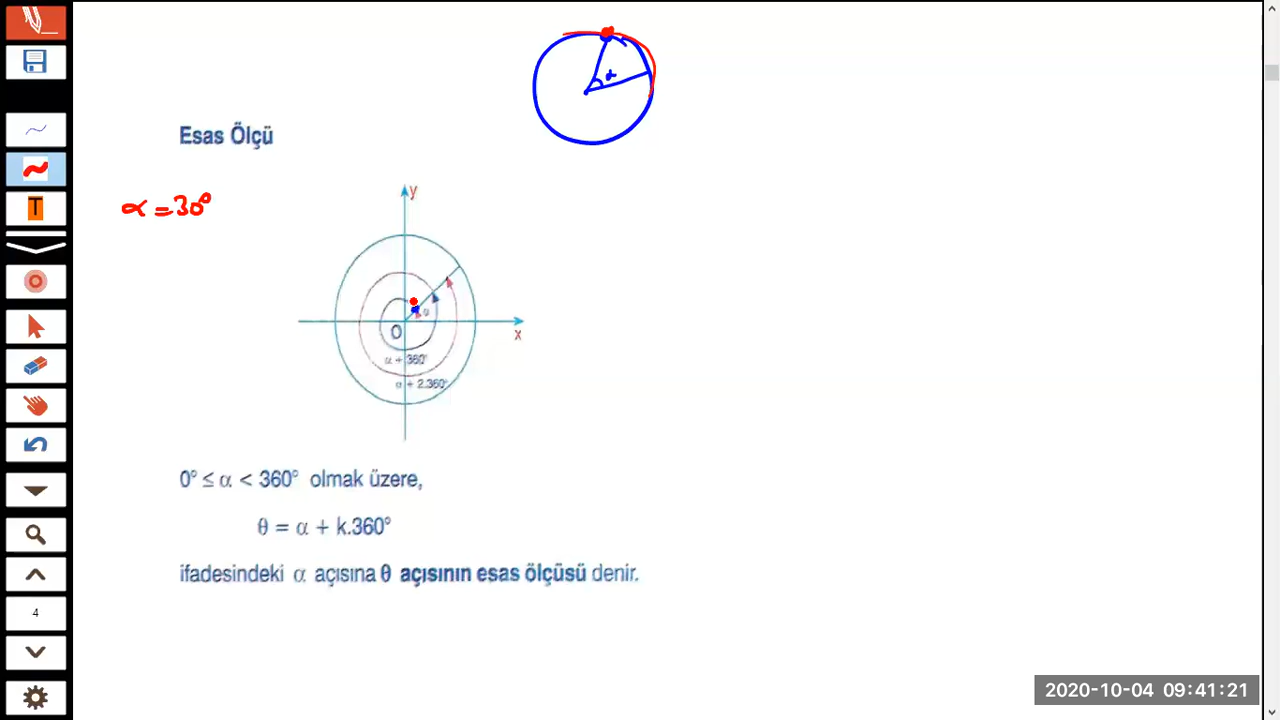 α
Esas Ölçü
α = 30°
y
α
O
x
α + 360°
α + 2.360°
0° ≤ α < 360° olmak üzere,
θ = α + k.360°
ifadesindeki α açısına θ açısının esas ölçüsü denir.
T
4
2020-10-04 09:41:21